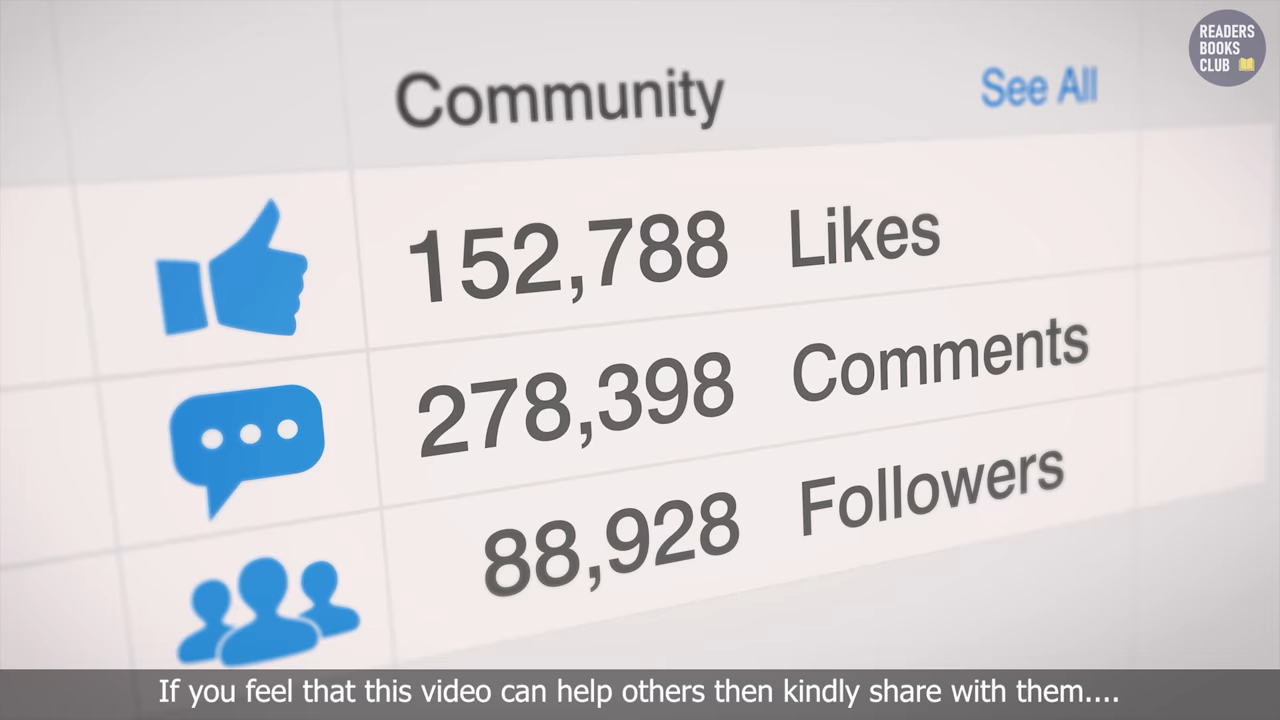 READERS
BOOKS
CLUB
Community See All
152,788 Likes
278,398 Comments
88,928 Followers
If you feel that this video can help others then kindly share with them....